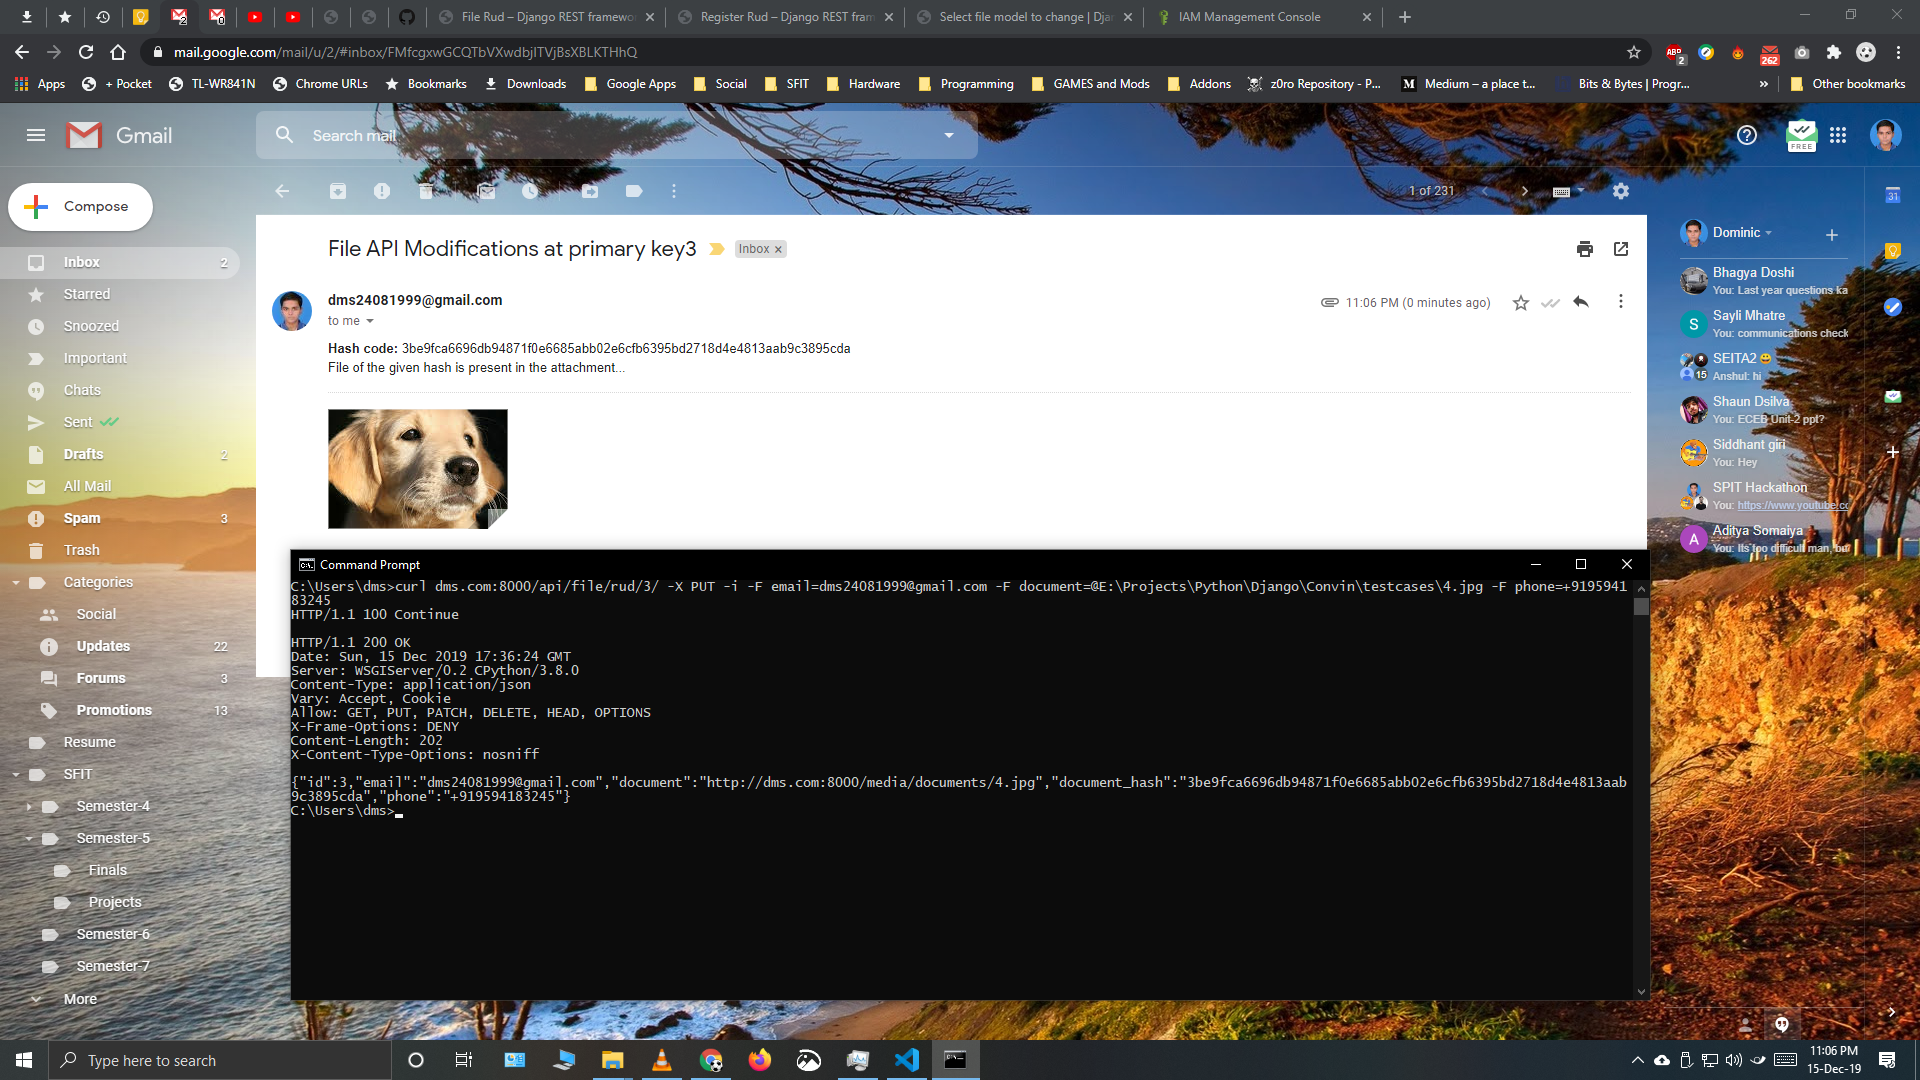 File Rud – Django REST framewo
Register Rud – Django REST fram
Select file model to change | Djan
IAM Management Console
mail.google.com/mail/u/2/#inbox/FMfcgxwGCQTbVXwdbjlTVjBsXBLKTHhQ
2
262
Apps
+ Pocket
TL-WR841N
Chrome URLs
Bookmarks
Downloads
Google Apps
Social
SFIT
Hardware
Programming
GAMES and Mods
Addons
z0ro Repository - P...
Medium – a place t...
Bits & Bytes | Progr...
»
Other bookmarks
Gmail
Search mail
FREE
Compose
1 of 231
Inbox 2
Starred
Snoozed
Important
Chats
Sent
Drafts 2
All Mail
Spam 3
Trash
Categories
Social
Updates 22
Forums 3
Promotions 13
Resume
SFIT
Semester-4
Semester-5
Finals
Projects
Semester-6
Semester-7
More
File API Modifications at primary key3
Inbox ×
dms24081999@gmail.com
11:06 PM (0 minutes ago)
to me
Hash code: 3be9fca6696db94871f0e6685abb02e6cfb6395bd2718d4e4813aab9c3895cda
File of the given hash is present in the attachment...
Dominic
31
Bhagya Doshi
You: Last year questions ka
S
Sayli Mhatre
You: communications check
SEITA2 😀
15
Anshul: hi
Shaun Dsilva
You: ECEB Unit-2 ppt?
Siddhant giri
You: Hey
SPIT Hackathon
You: https://www.youtube.co
A
Aditya Somaiya
You: Its too difficult man, bu
Command Prompt
C:\Users\dms>curl dms.com:8000/api/file/rud/3/ -X PUT -i -F email=dms24081999@gmail.com -F document=@E:\Projects\Python\Django\Convin\testcases\4.jpg -F phone=+9195941
83245
HTTP/1.1 100 Continue
HTTP/1.1 200 OK
Date: Sun, 15 Dec 2019 17:36:24 GMT
Server: WSGIServer/0.2 CPython/3.8.0
Content-Type: application/json
Vary: Accept, Cookie
Allow: GET, PUT, PATCH, DELETE, HEAD, OPTIONS
X-Frame-Options: DENY
Content-Length: 202
X-Content-Type-Options: nosniff
{"id":3,"email":"dms24081999@gmail.com","document":"http://dms.com:8000/media/documents/4.jpg","document_hash":"3be9fca6696db94871f0e6685abb02e6cfb6395bd2718d4e4813aab
9c3895cda","phone":"+919594183245"}
C:\Users\dms>
Type here to search
11:06 PM
15-Dec-19